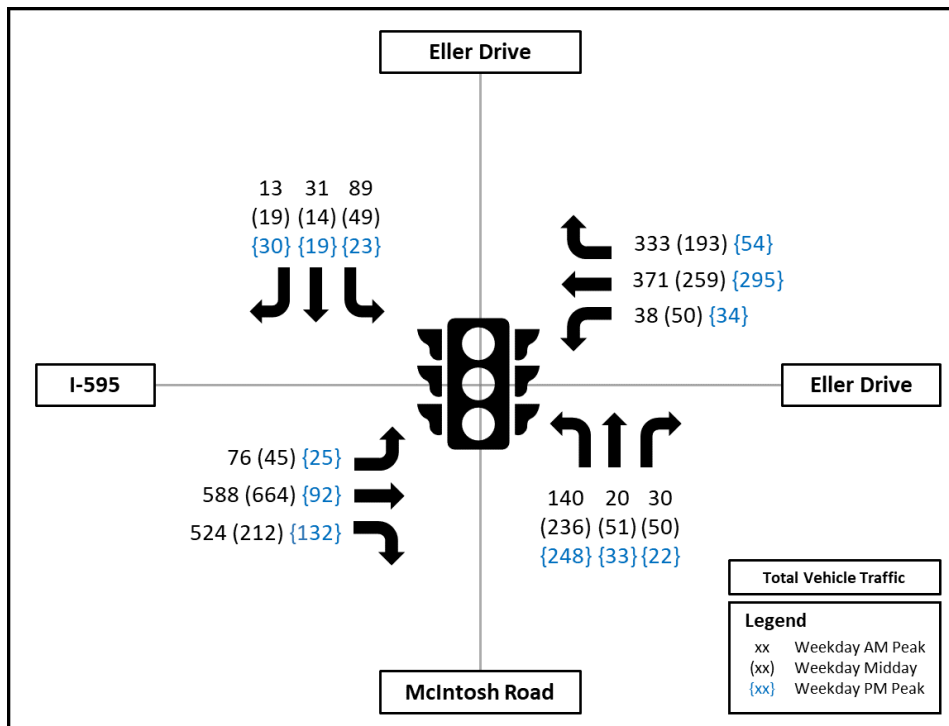 Eller Drive
13 31 89
(19) (14) (49)
{30} {19} {23}
333 (193) {54}
371 (259) {295}
38 (50) {34}
I-595
Eller Drive
76 (45) {25}
588 (664) {92}
524 (212) {132}
140 20 30
(236) (51) (50)
{248} {33} {22}
Total Vehicle Traffic
Legend
xx Weekday AM Peak
(xx) Weekday Midday
{xx} Weekday PM Peak
McIntosh Road